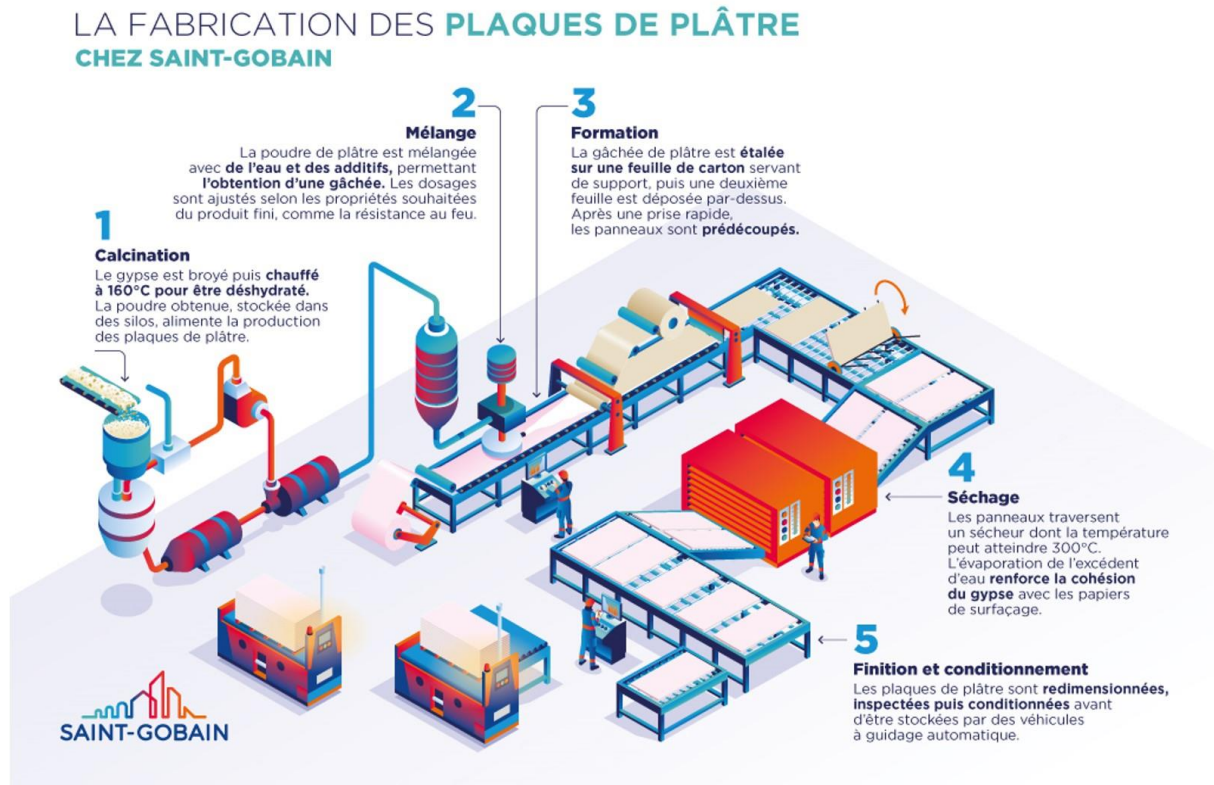 LA FABRICATION DES PLAQUES DE PLÂTRE
CHEZ SAINT-GOBAIN
1
Calcination
Le gypse est broyé puis chauffé
à 160°C pour être déshydraté.
La poudre obtenue, stockée dans
des silos, alimente la production
des plaques de plâtre.
2
Mélange
La poudre de plâtre est mélangée
avec de l’eau et des additifs, permettant
l’obtention d’une gâchée. Les dosages
sont ajustés selon les propriétés souhaitées
du produit fini, comme la résistance au feu.
3
Formation
La gâchée de plâtre est étalée
sur une feuille de carton servant
de support, puis une deuxième
feuille est déposée par-dessus.
Après une prise rapide,
les panneaux sont prédécoupés.
4
Séchage
Les panneaux traversent
un sécheur dont la température
peut atteindre 300°C.
L’évaporation de l’excédent
d’eau renforce la cohésion
du gypse avec les papiers
de surfaçage.
5
Finition et conditionnement
Les plaques de plâtre sont redimensionnées,
inspectées puis conditionnées avant
d’être stockées par des véhicules
à guidage automatique.
SAINT-GOBAIN